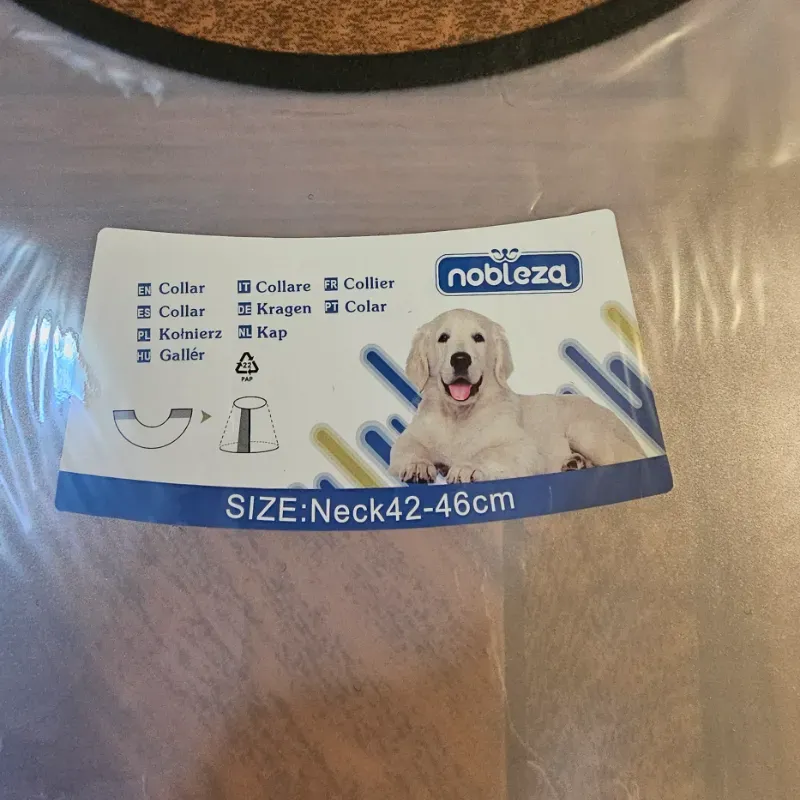 nobleza
EN Collar IT Collare FR Collier
ES Collar DE Kragen PT Colar
PL Kołnierz NL Kap
HU Gallér
22
PAP
SIZE:Neck42-46cm